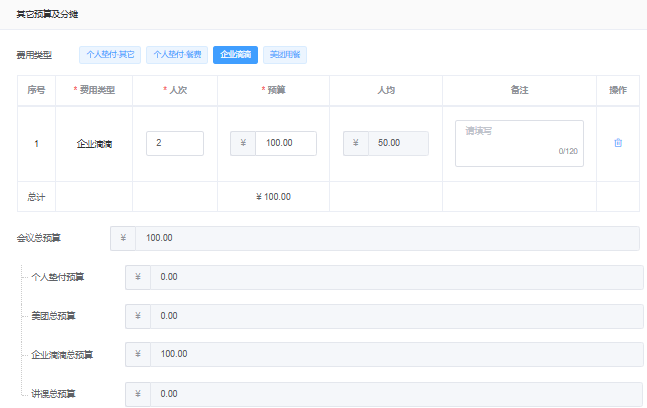 其它预算及分摊
费用类型 个人垫付-其它 个人垫付-餐费 企业滴滴 美团用餐
序号 * 费用类型 * 人次 * 预算 人均 备注 操作
1 企业滴滴 2 ¥ 100.00 ¥ 50.00 请填写
0/120
总计 ¥ 100.00
会议总预算 ¥ 100.00
个人垫付预算 ¥ 0.00
美团总预算 ¥ 0.00
企业滴滴总预算 ¥ 100.00
讲课总预算 ¥ 0.00